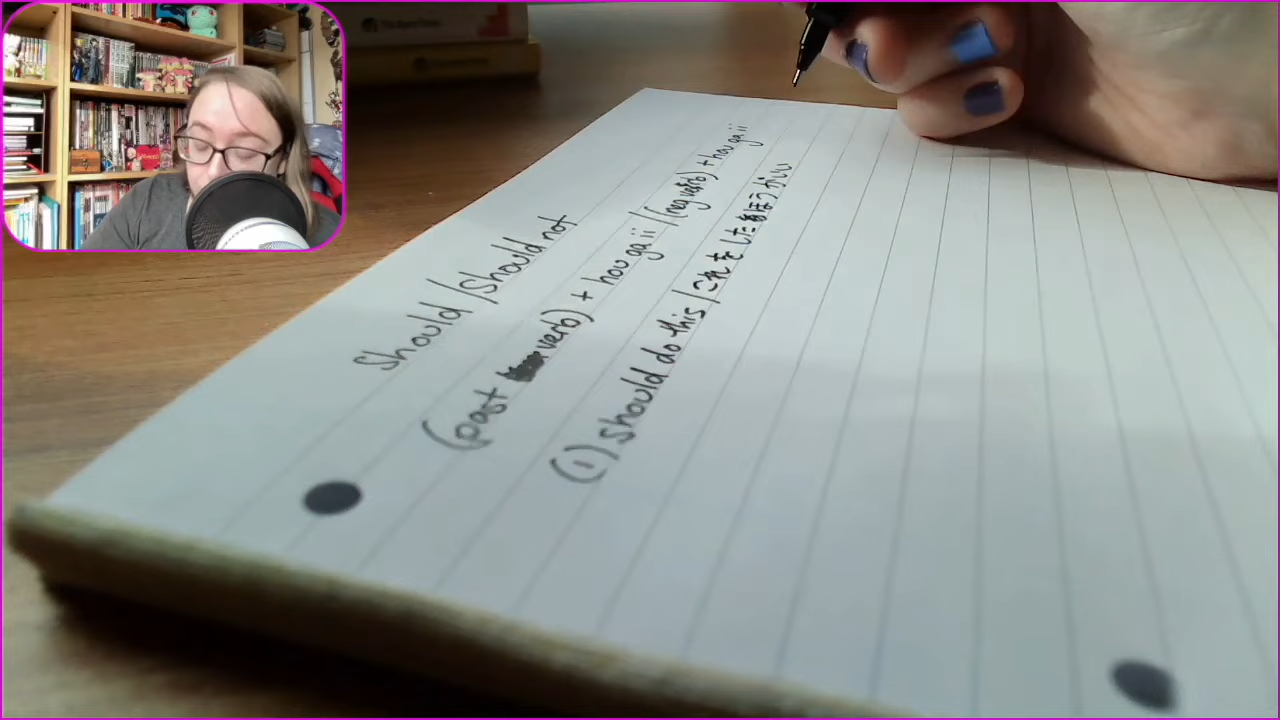 Should / Should not
(past verb) + hou ga ii / (neg verb) + hou ga ii
(1) should do this / これをしたほうがいい